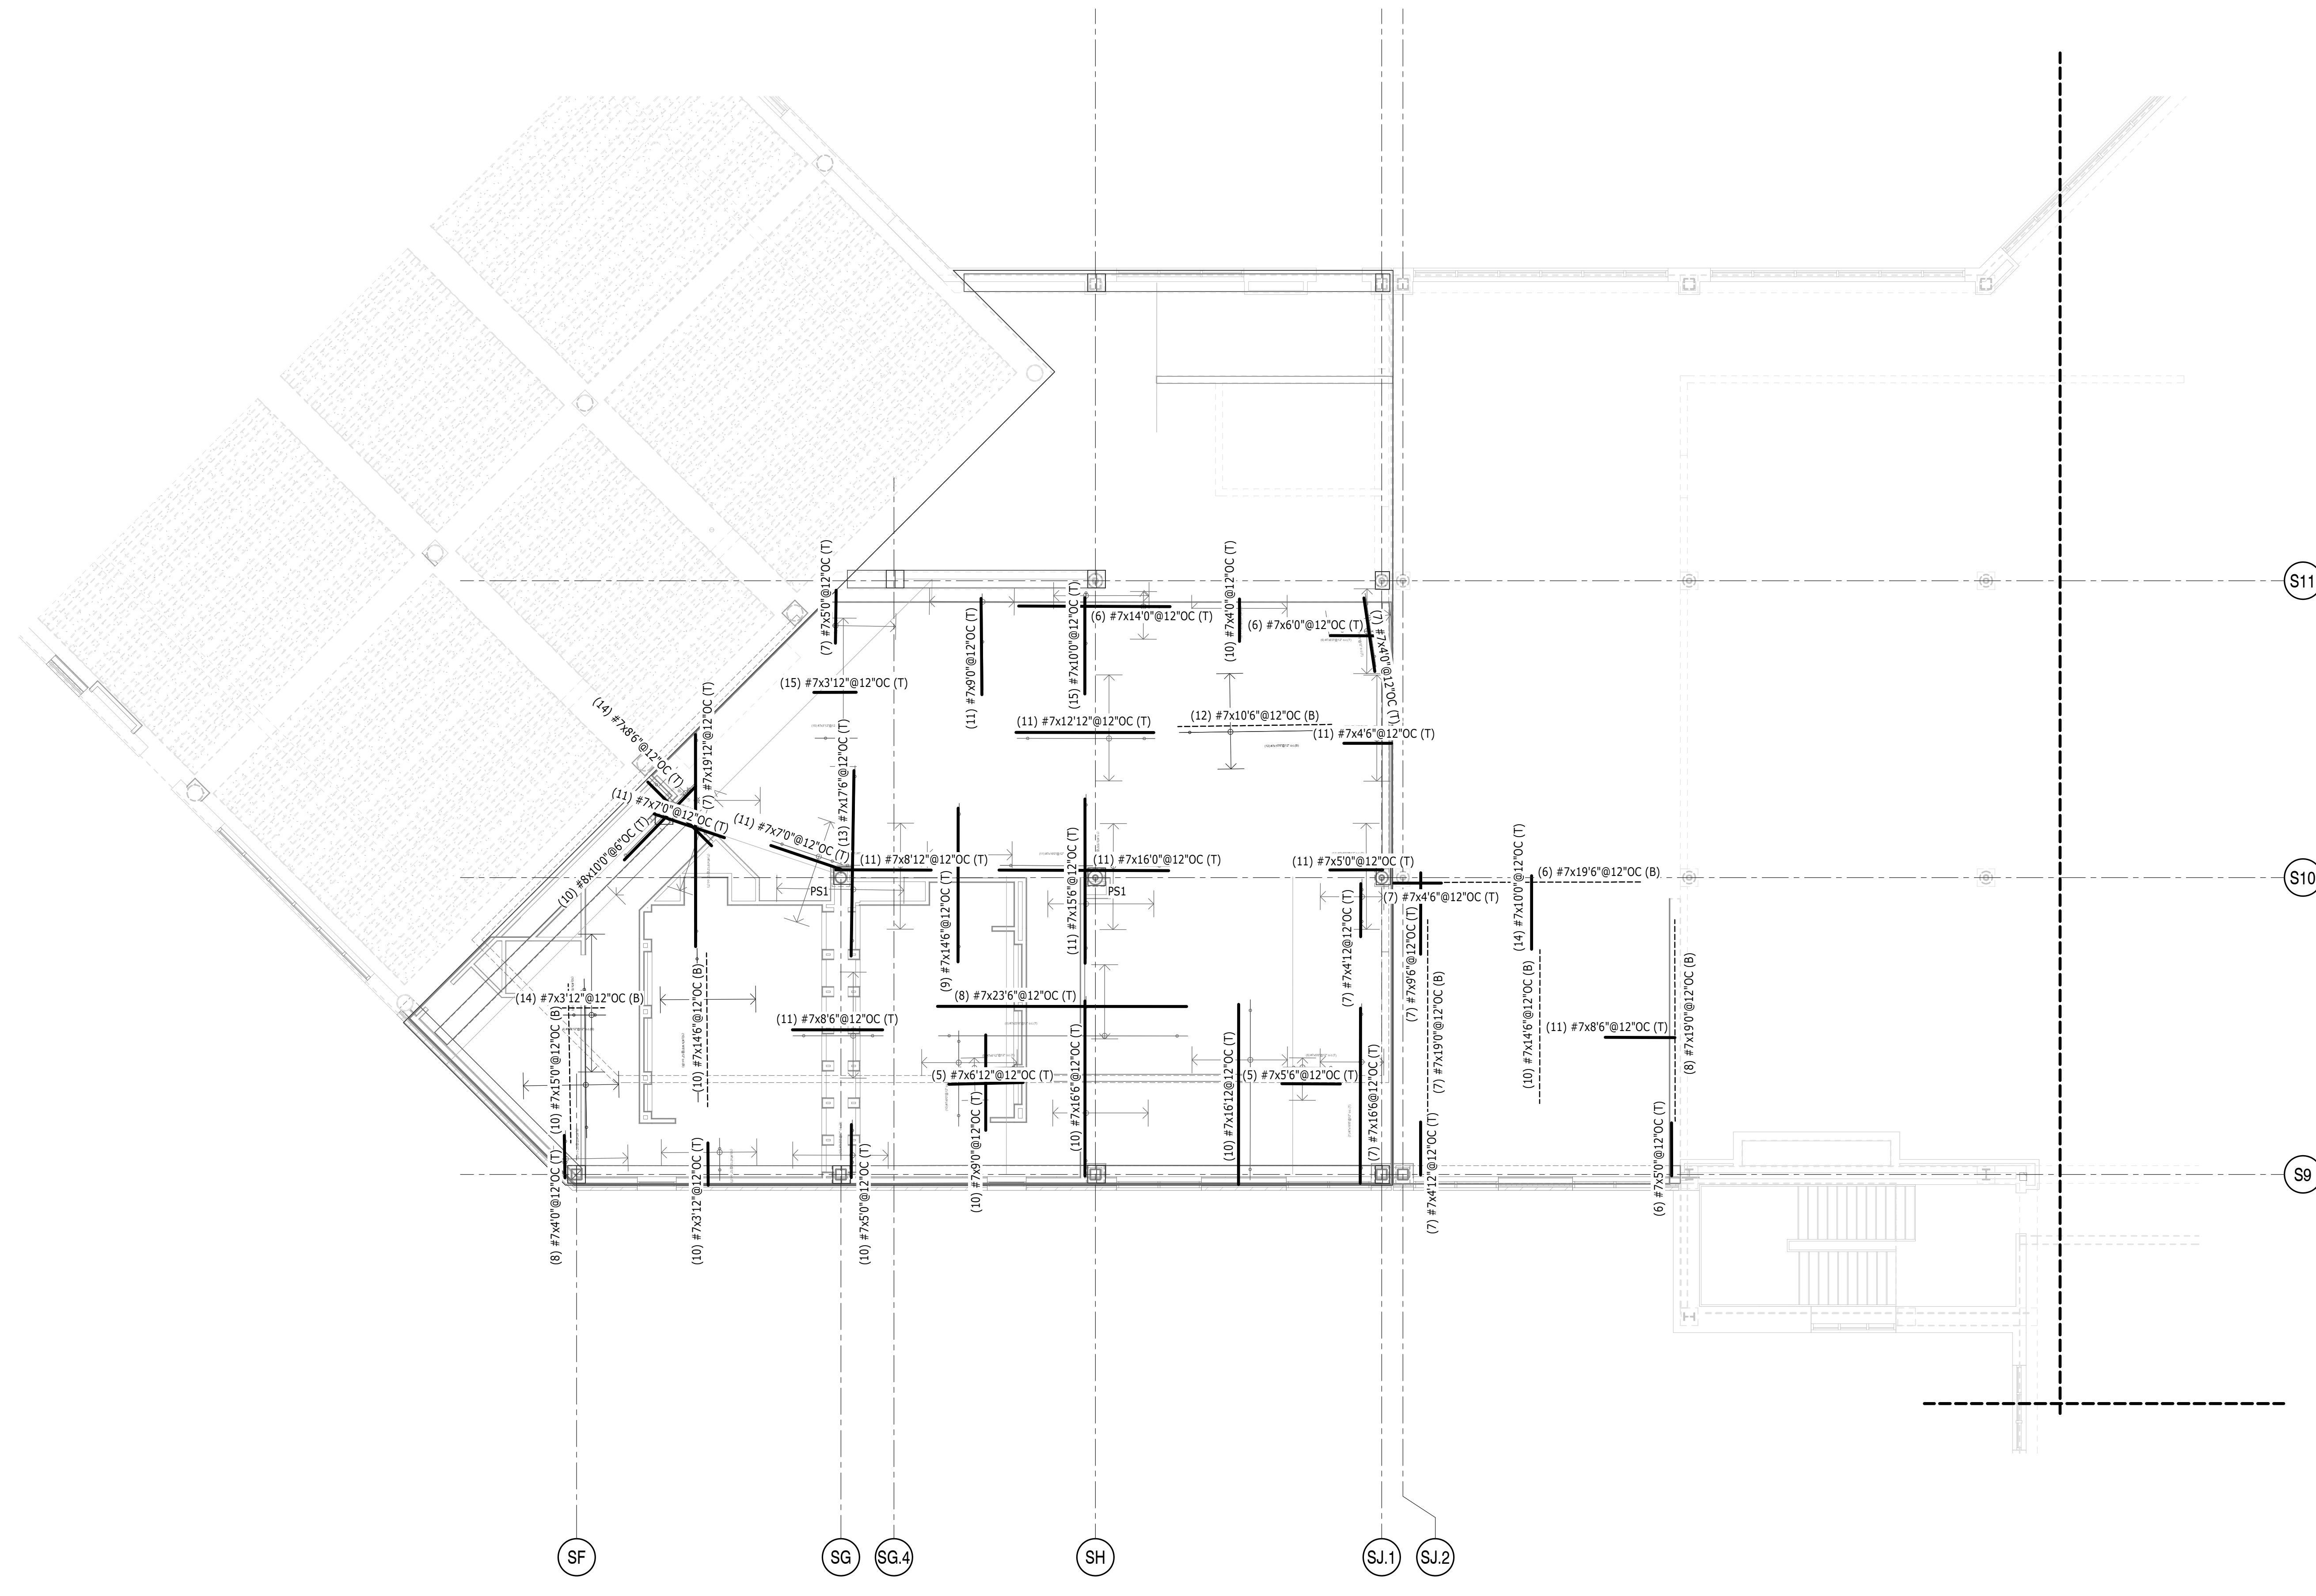 S11
(7) #7x5'0"@12"OC (T)
(11) #7x9'0"@12"OC (T)
(15) #7x10'0"@12"OC (T)
(6) #7x14'0"@12"OC (T)
(10) #7x4'0"@12"OC (T)
(6) #7x6'0"@12"OC (T)
(7) #7x4'0"@12"OC (T)
(15) #7x3'12"@12"OC (T)
(14) #7x8'6"@12"OC (T)
(7) #7x19'12"@12"OC (T)
(13) #7x17'6"@12"OC (T)
(11) #7x12'12"@12"OC (T)
(12) #7x10'6"@12"OC (B)
(11) #7x4'6"@12"OC (T)
(11) #7x7'0"@12"OC (T)
(11) #7x7'0"@12"OC (T)
(10) #8x10'0"@6"OC (T)
(11) #7x8'12"@12"OC (T)
(11) #7x16'0"@12"OC (T)
(11) #7x5'0"@12"OC (T)
(6) #7x19'6"@12"OC (B)
S10
PS1
PS1
(9) #7x14'6"@12"OC (T)
(11) #7x15'6"@12"OC (T)
(7) #7x4'12@12"OC (T)
(7) #7x4'6"@12"OC (T)
(7) #7x9'6"@12"OC (T)
(14) #7x10'0"@12"OC (T)
(14) #7x3'12"@12"OC (B)
(10) #7x15'0"@12"OC (B)
(10) #7x14'6"@12"OC (B)
(8) #7x23'6"@12"OC (T)
(11) #7x8'6"@12"OC (T)
(7) #7x19'0"@12"OC (B)
(10) #7x14'6"@12"OC (B)
(11) #7x8'6"@12"OC (T)
(8) #7x19'0"@12"OC (B)
(5) #7x6'12"@12"OC (T)
(10) #7x16'6"@12"OC (T)
(10) #7x16'12@12"OC (T)
(5) #7x5'6"@12"OC (T)
(7) #7x16'6@12"OC (T)
(10) #7x9'0"@12"OC (T)
(8) #7x4'0"@12"OC (T)
(10) #7x3'12"@12"OC (T)
(10) #7x5'0"@12"OC (T)
(7) #7x4'12"@12"OC (T)
(6) #7x5'0"@12"OC (T)
S9
SF
SG
SG.4
SH
SJ.1
SJ.2